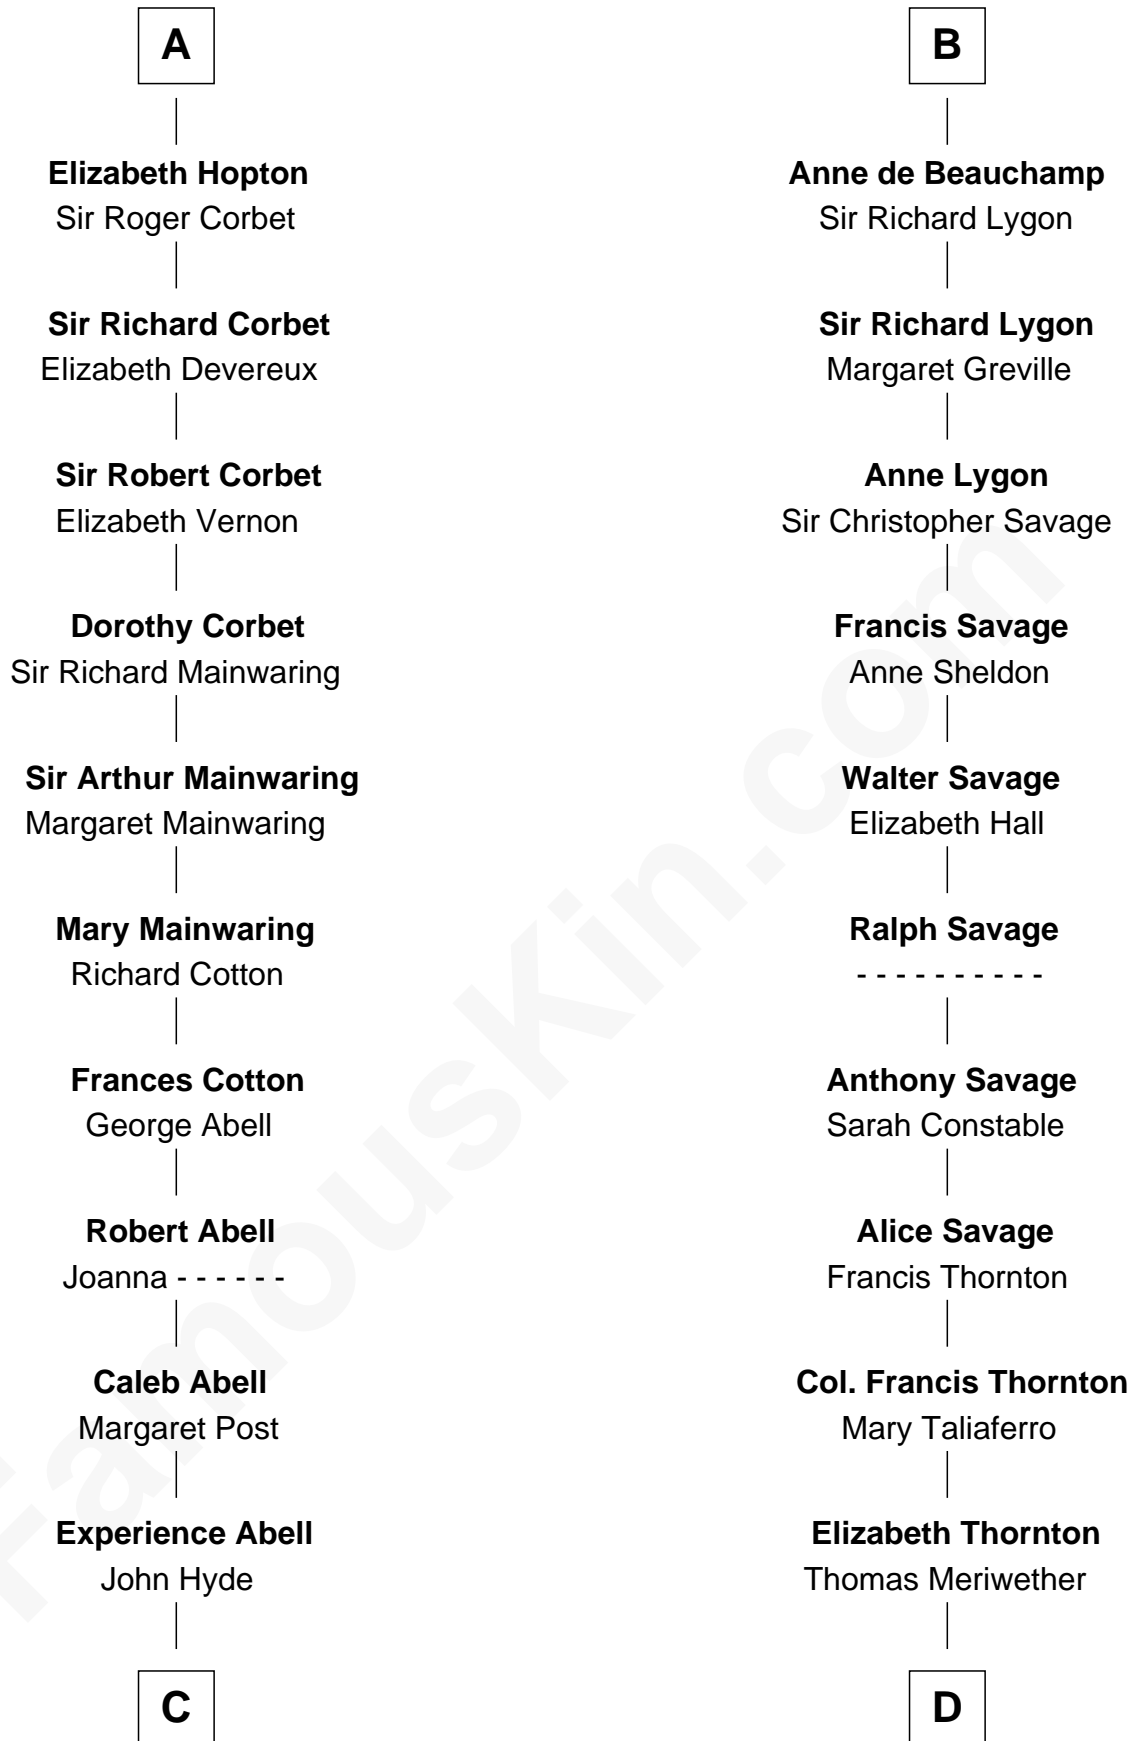 A
Elizabeth Hopton
Sir Roger Corbet
Sir Richard Corbet
Elizabeth Devereux
Sir Robert Corbet
Elizabeth Vernon
Dorothy Corbet
Sir Richard Mainwaring
Sir Arthur Mainwaring
Margaret Mainwaring
Mary Mainwaring
Richard Cotton
Frances Cotton
George Abell
Robert Abell
Joanna - - - - - -
Caleb Abell
Margaret Post
Experience Abell
John Hyde
C
B
Anne de Beauchamp
Sir Richard Lygon
Sir Richard Lygon
Margaret Greville
Anne Lygon
Sir Christopher Savage
Francis Savage
Anne Sheldon
Walter Savage
Elizabeth Hall
Ralph Savage
- - - - - - - - - -
Anthony Savage
Sarah Constable
Alice Savage
Francis Thornton
Col. Francis Thornton
Mary Taliaferro
Elizabeth Thornton
Thomas Meriwether
D
FamousKin.com